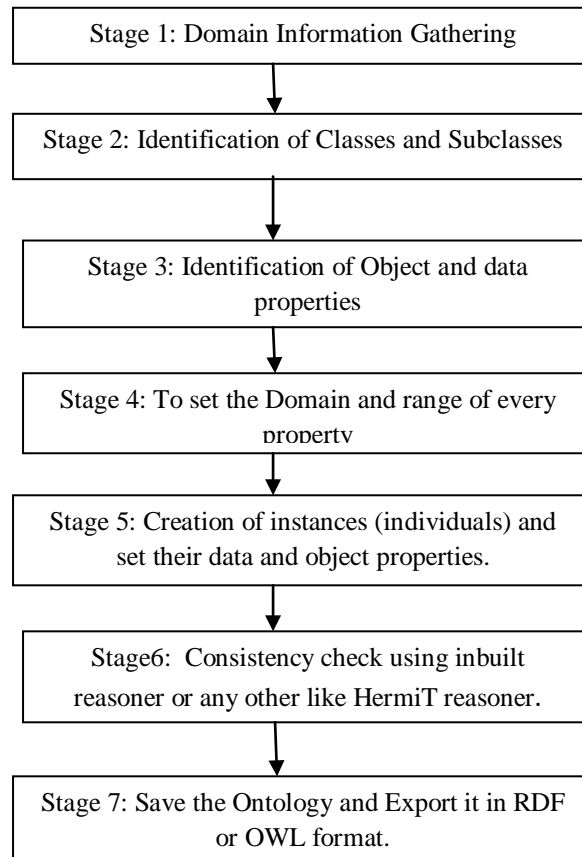 Stage 1: Domain Information Gathering
Stage 2: Identification of Classes and Subclasses
Stage 3: Identification of Object and data
properties
Stage 4: To set the Domain and range of every
property
Stage 5: Creation of instances (individuals) and
set their data and object properties.
Stage6: Consistency check using inbuilt
reasoner or any other like HermiT reasoner.
Stage 7: Save the Ontology and Export it in RDF
or OWL format.